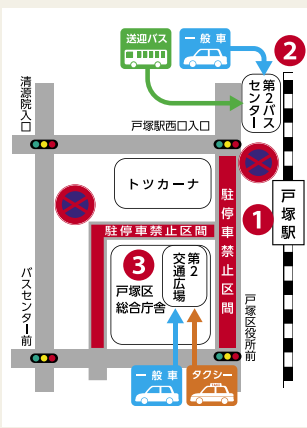 送迎バス
一般車
2
清源院入口
第2バス
センター
戸塚駅西口入口
トツカーナ
戸塚駅
1
駐停車禁止区間
駐停車禁止区間
3
第2
交通広場
戸塚区
総合庁舎
バスセンター前
戸塚区役所前
一般車
タクシー